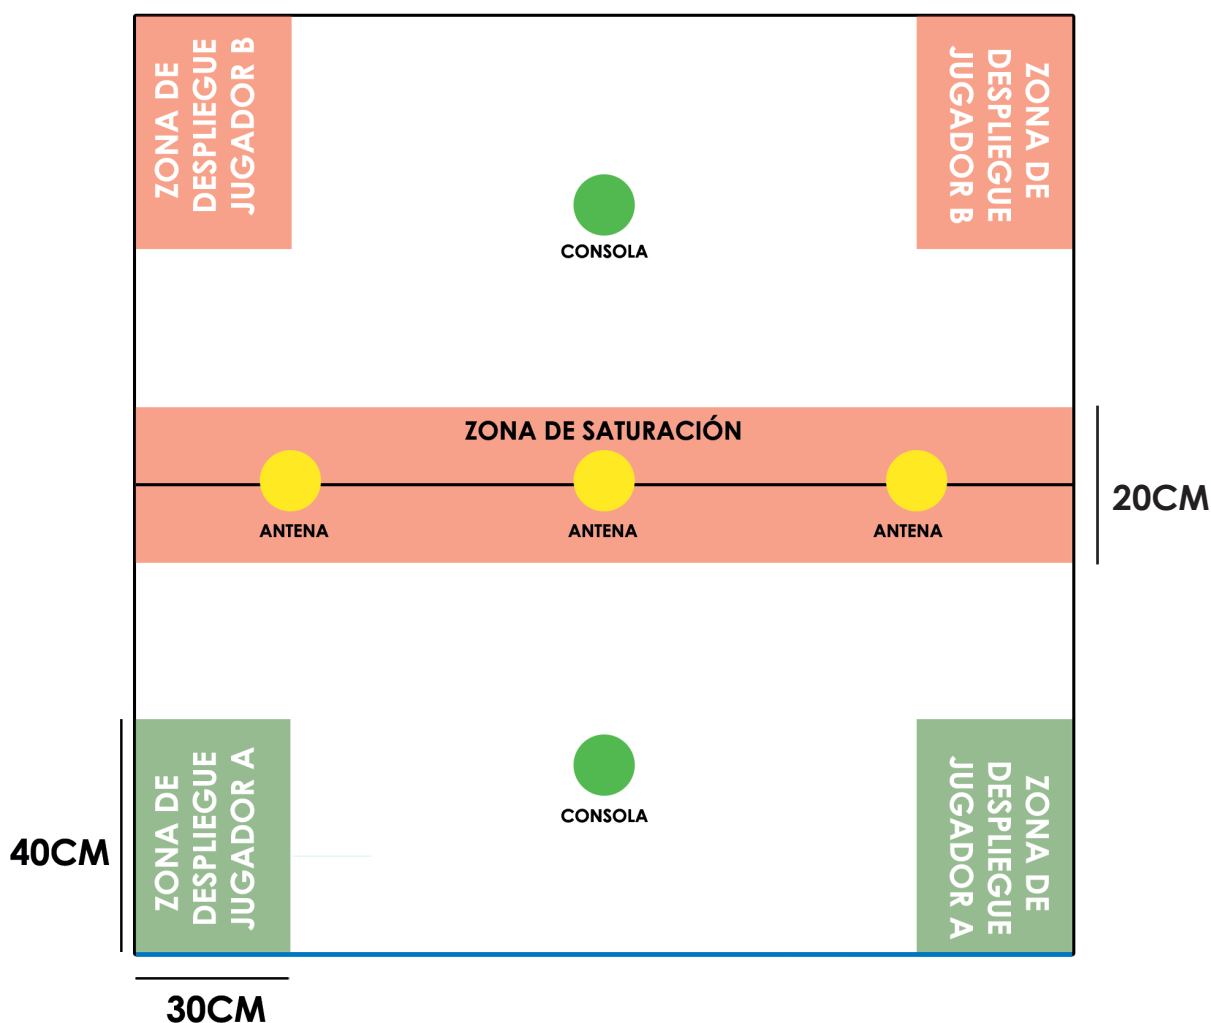 ZONA DE
DESPLIEGUE
JUGADOR B
ZONA DE
DESPLIEGUE
JUGADOR B
CONSOLA
ZONA DE SATURACIÓN
ANTENA
ANTENA
ANTENA
20CM
ZONA DE
DESPLIEGUE
JUGADOR A
ZONA DE
DESPLIEGUE
JUGADOR A
CONSOLA
40CM
30CM